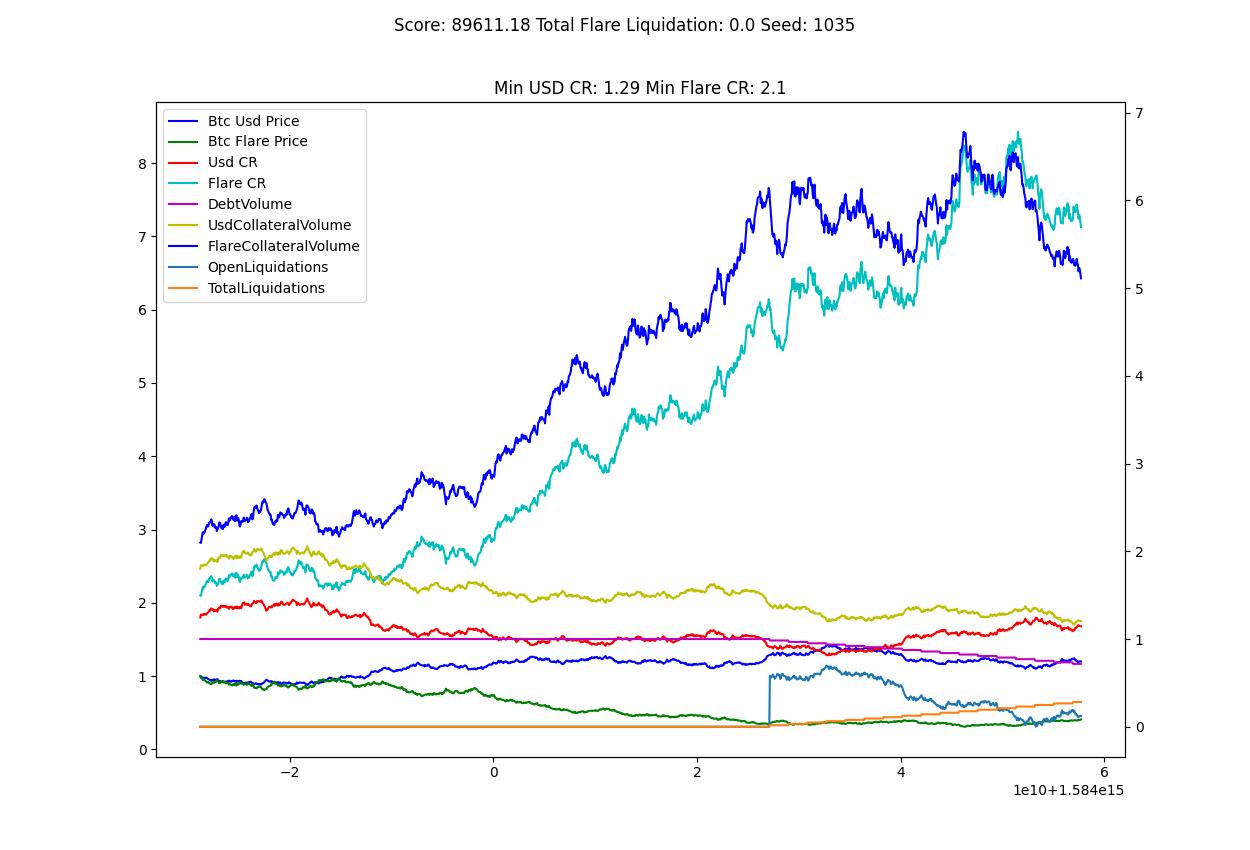 Score: 89611.18 Total Flare Liquidation: 0.0 Seed: 1035
Min USD CR: 1.29 Min Flare CR: 2.1
Btc Usd Price
Btc Flare Price
Usd CR
Flare CR
DebtVolume
UsdCollateralVolume
FlareCollateralVolume
OpenLiquidations
TotalLiquidations
8
7
6
5
4
3
2
1
0
7
6
5
4
3
2
1
0
−2
0
2
4
6
1e10+1.584e15